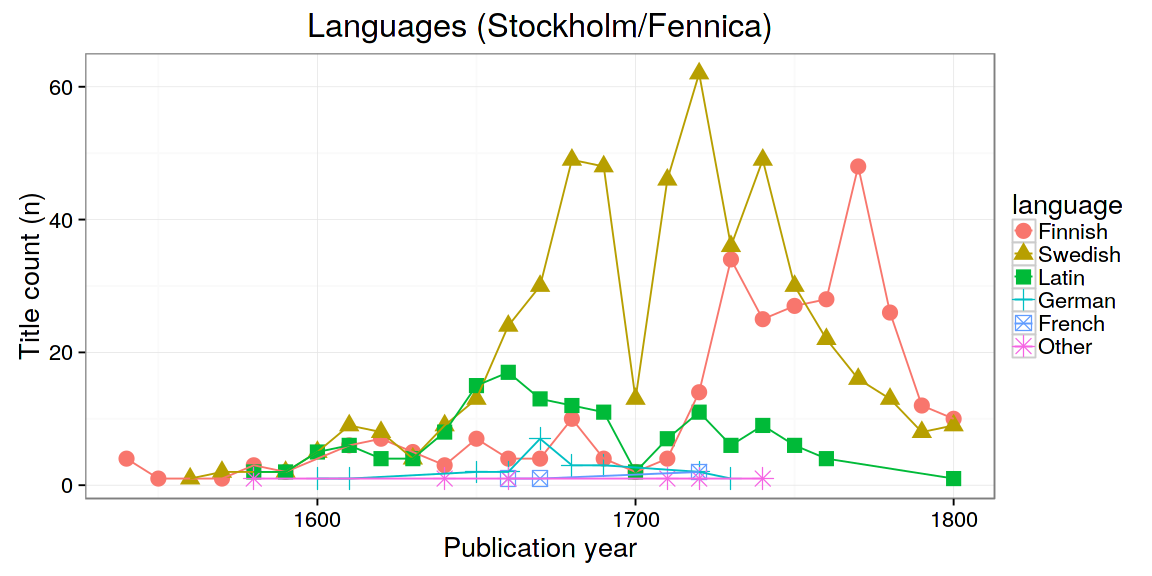 Languages (Stockholm/Fennica)
Title count (n)
60
40
20
0
1600
1700
1800
Publication year
language
Finnish
Swedish
Latin
German
French
Other